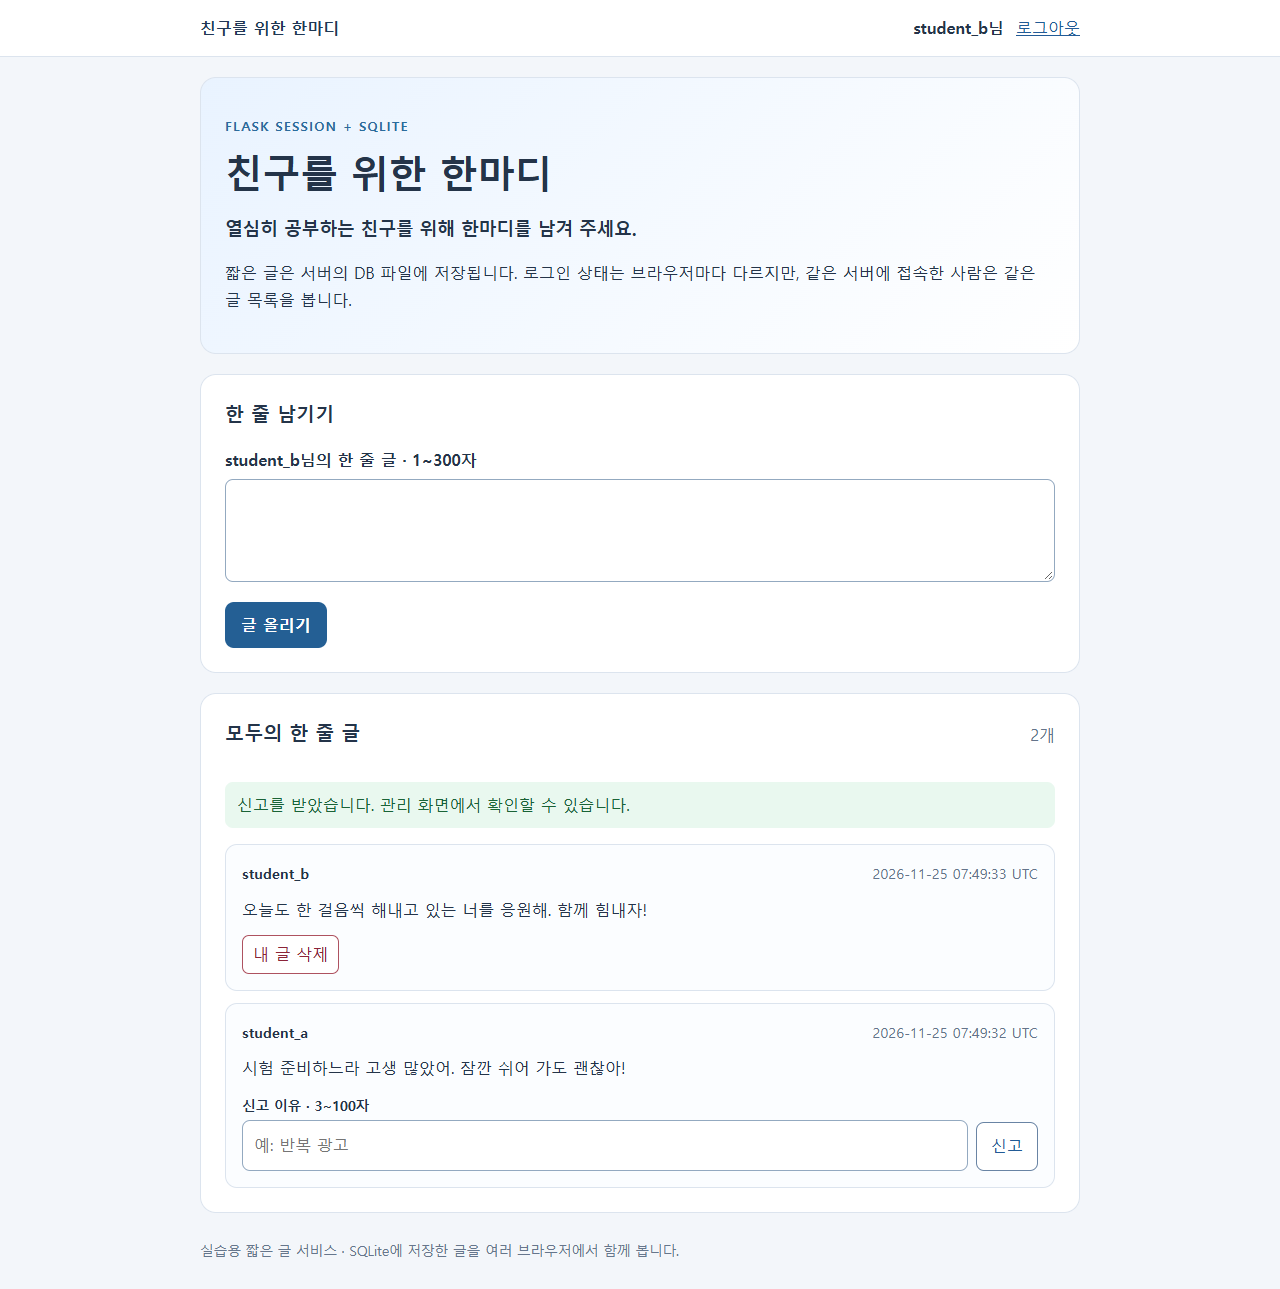 친구를 위한 한마디
student_b님 로그아웃
FLASK SESSION + SQLITE
친구를 위한 한마디
열심히 공부하는 친구를 위해 한마디를 남겨 주세요.
짧은 글은 서버의 DB 파일에 저장됩니다. 로그인 상태는 브라우저마다 다르지만, 같은 서버에 접속한 사람은 같은
글 목록을 봅니다.
한 줄 남기기
student_b님의 한 줄 글 · 1~300자
글 올리기
모두의 한 줄 글
2개
신고를 받았습니다. 관리 화면에서 확인할 수 있습니다.
student_b
2026-11-25 07:49:33 UTC
오늘도 한 걸음씩 해내고 있는 너를 응원해. 함께 힘내자!
내 글 삭제
student_a
2026-11-25 07:49:32 UTC
시험 준비하느라 고생 많았어. 잠깐 쉬어 가도 괜찮아!
신고 이유 · 3~100자
예: 반복 광고
신고
실습용 짧은 글 서비스 · SQLite에 저장한 글을 여러 브라우저에서 함께 봅니다.